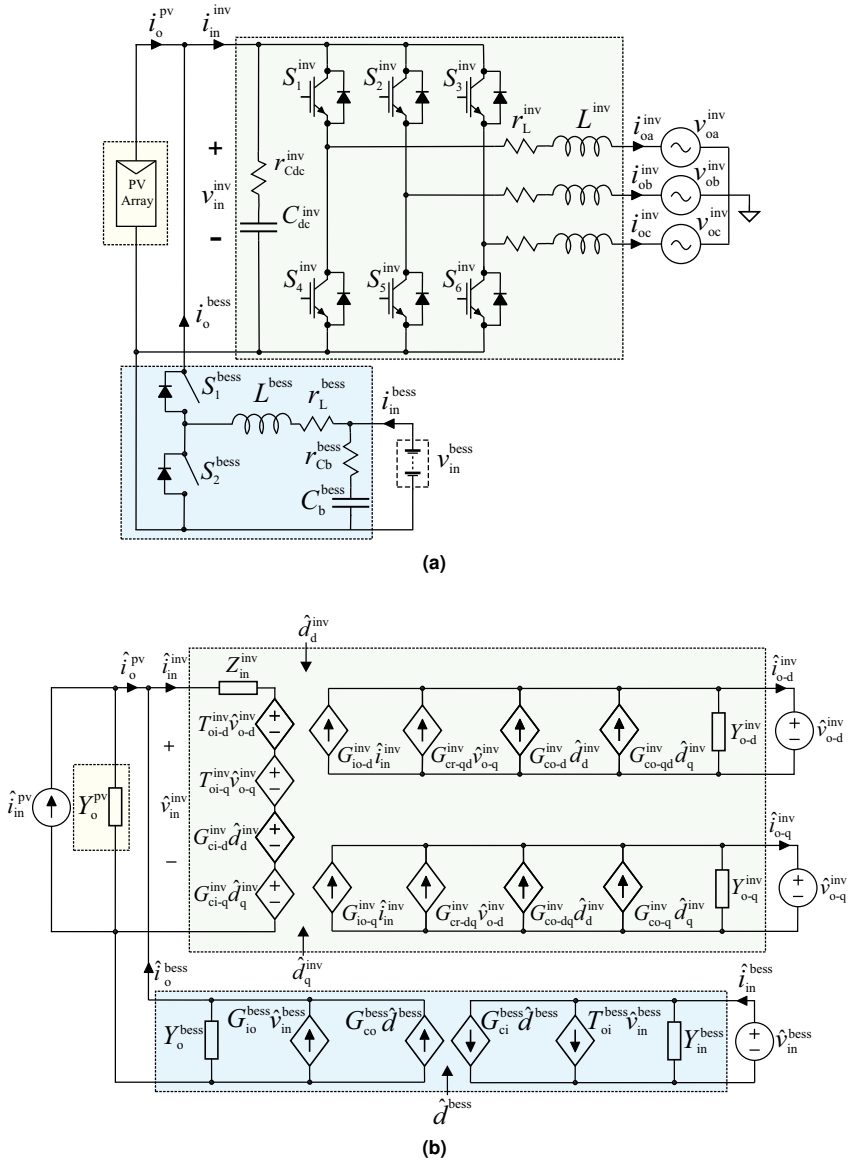 i_o^pv i_in^inv
S_1^inv S_2^inv S_3^inv
r_L^inv L^inv i_oa^inv v_oa^inv
PV Array
+ v_in^inv −
r_Cdc^inv
C_dc^inv
i_ob^inv v_ob^inv
i_oc^inv v_oc^inv
S_4^inv S_5^inv S_6^inv
i_o^bess
S_1^bess L^bess r_L^bess i_in^bess
S_2^bess r_Cb^bess v_in^bess
C_b^bess
(a)
d̂_d^inv
î_o^pv î_in^inv Z_in^inv î_o-d^inv
+ T_oi-d^inv v̂_o-d^inv + −
G_io-d^inv î_in^inv G_cr-qd^inv v̂_o-q^inv G_co-d^inv d̂_d^inv G_co-qd^inv d̂_q^inv Y_o-d^inv + − v̂_o-d^inv
T_oi-q^inv v̂_o-q^inv + −
î_in^pv Y_o^pv v̂_in^inv
G_ci-d^inv d̂_d^inv + −
î_o-q^inv
− G_ci-q^inv d̂_q^inv + −
G_io-q^inv î_in^inv G_cr-dq^inv v̂_o-d^inv G_co-dq^inv d̂_d^inv G_co-q^inv d̂_q^inv Y_o-q^inv + − v̂_o-q^inv
î_o^bess d̂_q^inv î_in^bess
Y_o^bess G_io^bess v̂_in^bess G_co^bess d̂^bess G_ci^bess d̂^bess T_oi^bess v̂_in^bess Y_in^bess + − v̂_in^bess
d̂^bess
(b)